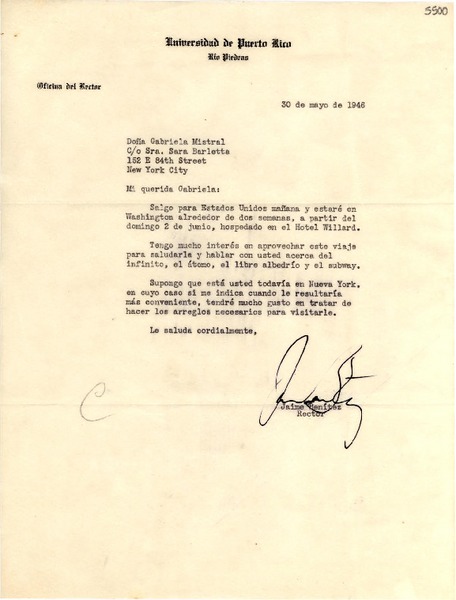 5500
Universidad de Puerto Rico
Río Piedras
Oficina del Rector
30 de mayo de 1946
Doña Gabriela Mistral
C/o Sra. Sara Barletta
152 E 84th Street
New York City
Mi querida Gabriela:
Salgo para Estados Unidos mañana y estaré en
Washington alrededor de dos semanas, a partir del
domingo 2 de junio, hospedado en el Hotel Willard.
Tengo mucho interés en aprovechar este viaje
para saludarla y hablar con usted acerca del
infinito, el átomo, el libre albedrío y el subway.
Supongo que está usted todavía en Nueva York,
en cuyo caso si me indica cuando le resultaría
más conveniente, tendré mucho gusto en tratar de
hacer los arreglos necesarios para visitarle.
Le saluda cordialmente,
Jaime Benítez
Rector
C